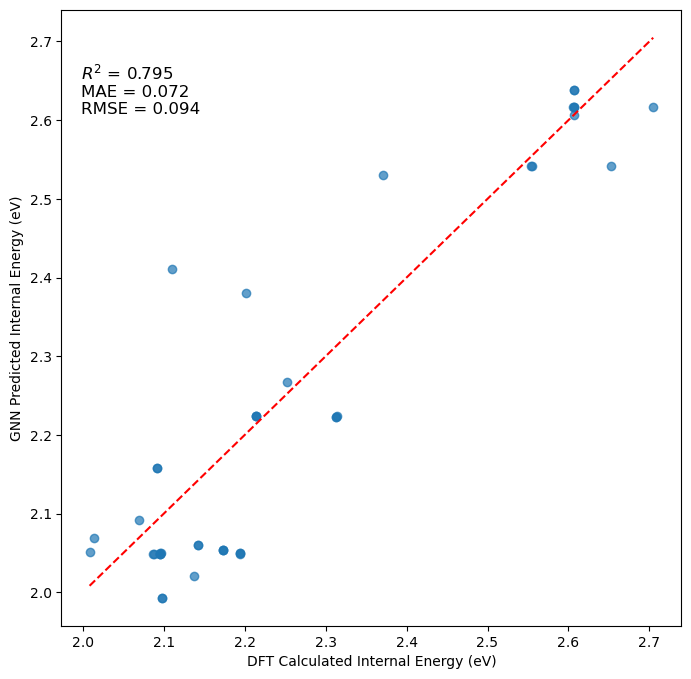 2.7
2.6
2.5
2.4
2.3
2.2
2.1
2.0
GNN Predicted Internal Energy (eV)
R² = 0.795
MAE = 0.072
RMSE = 0.094
2.0 2.1 2.2 2.3 2.4 2.5 2.6 2.7
DFT Calculated Internal Energy (eV)